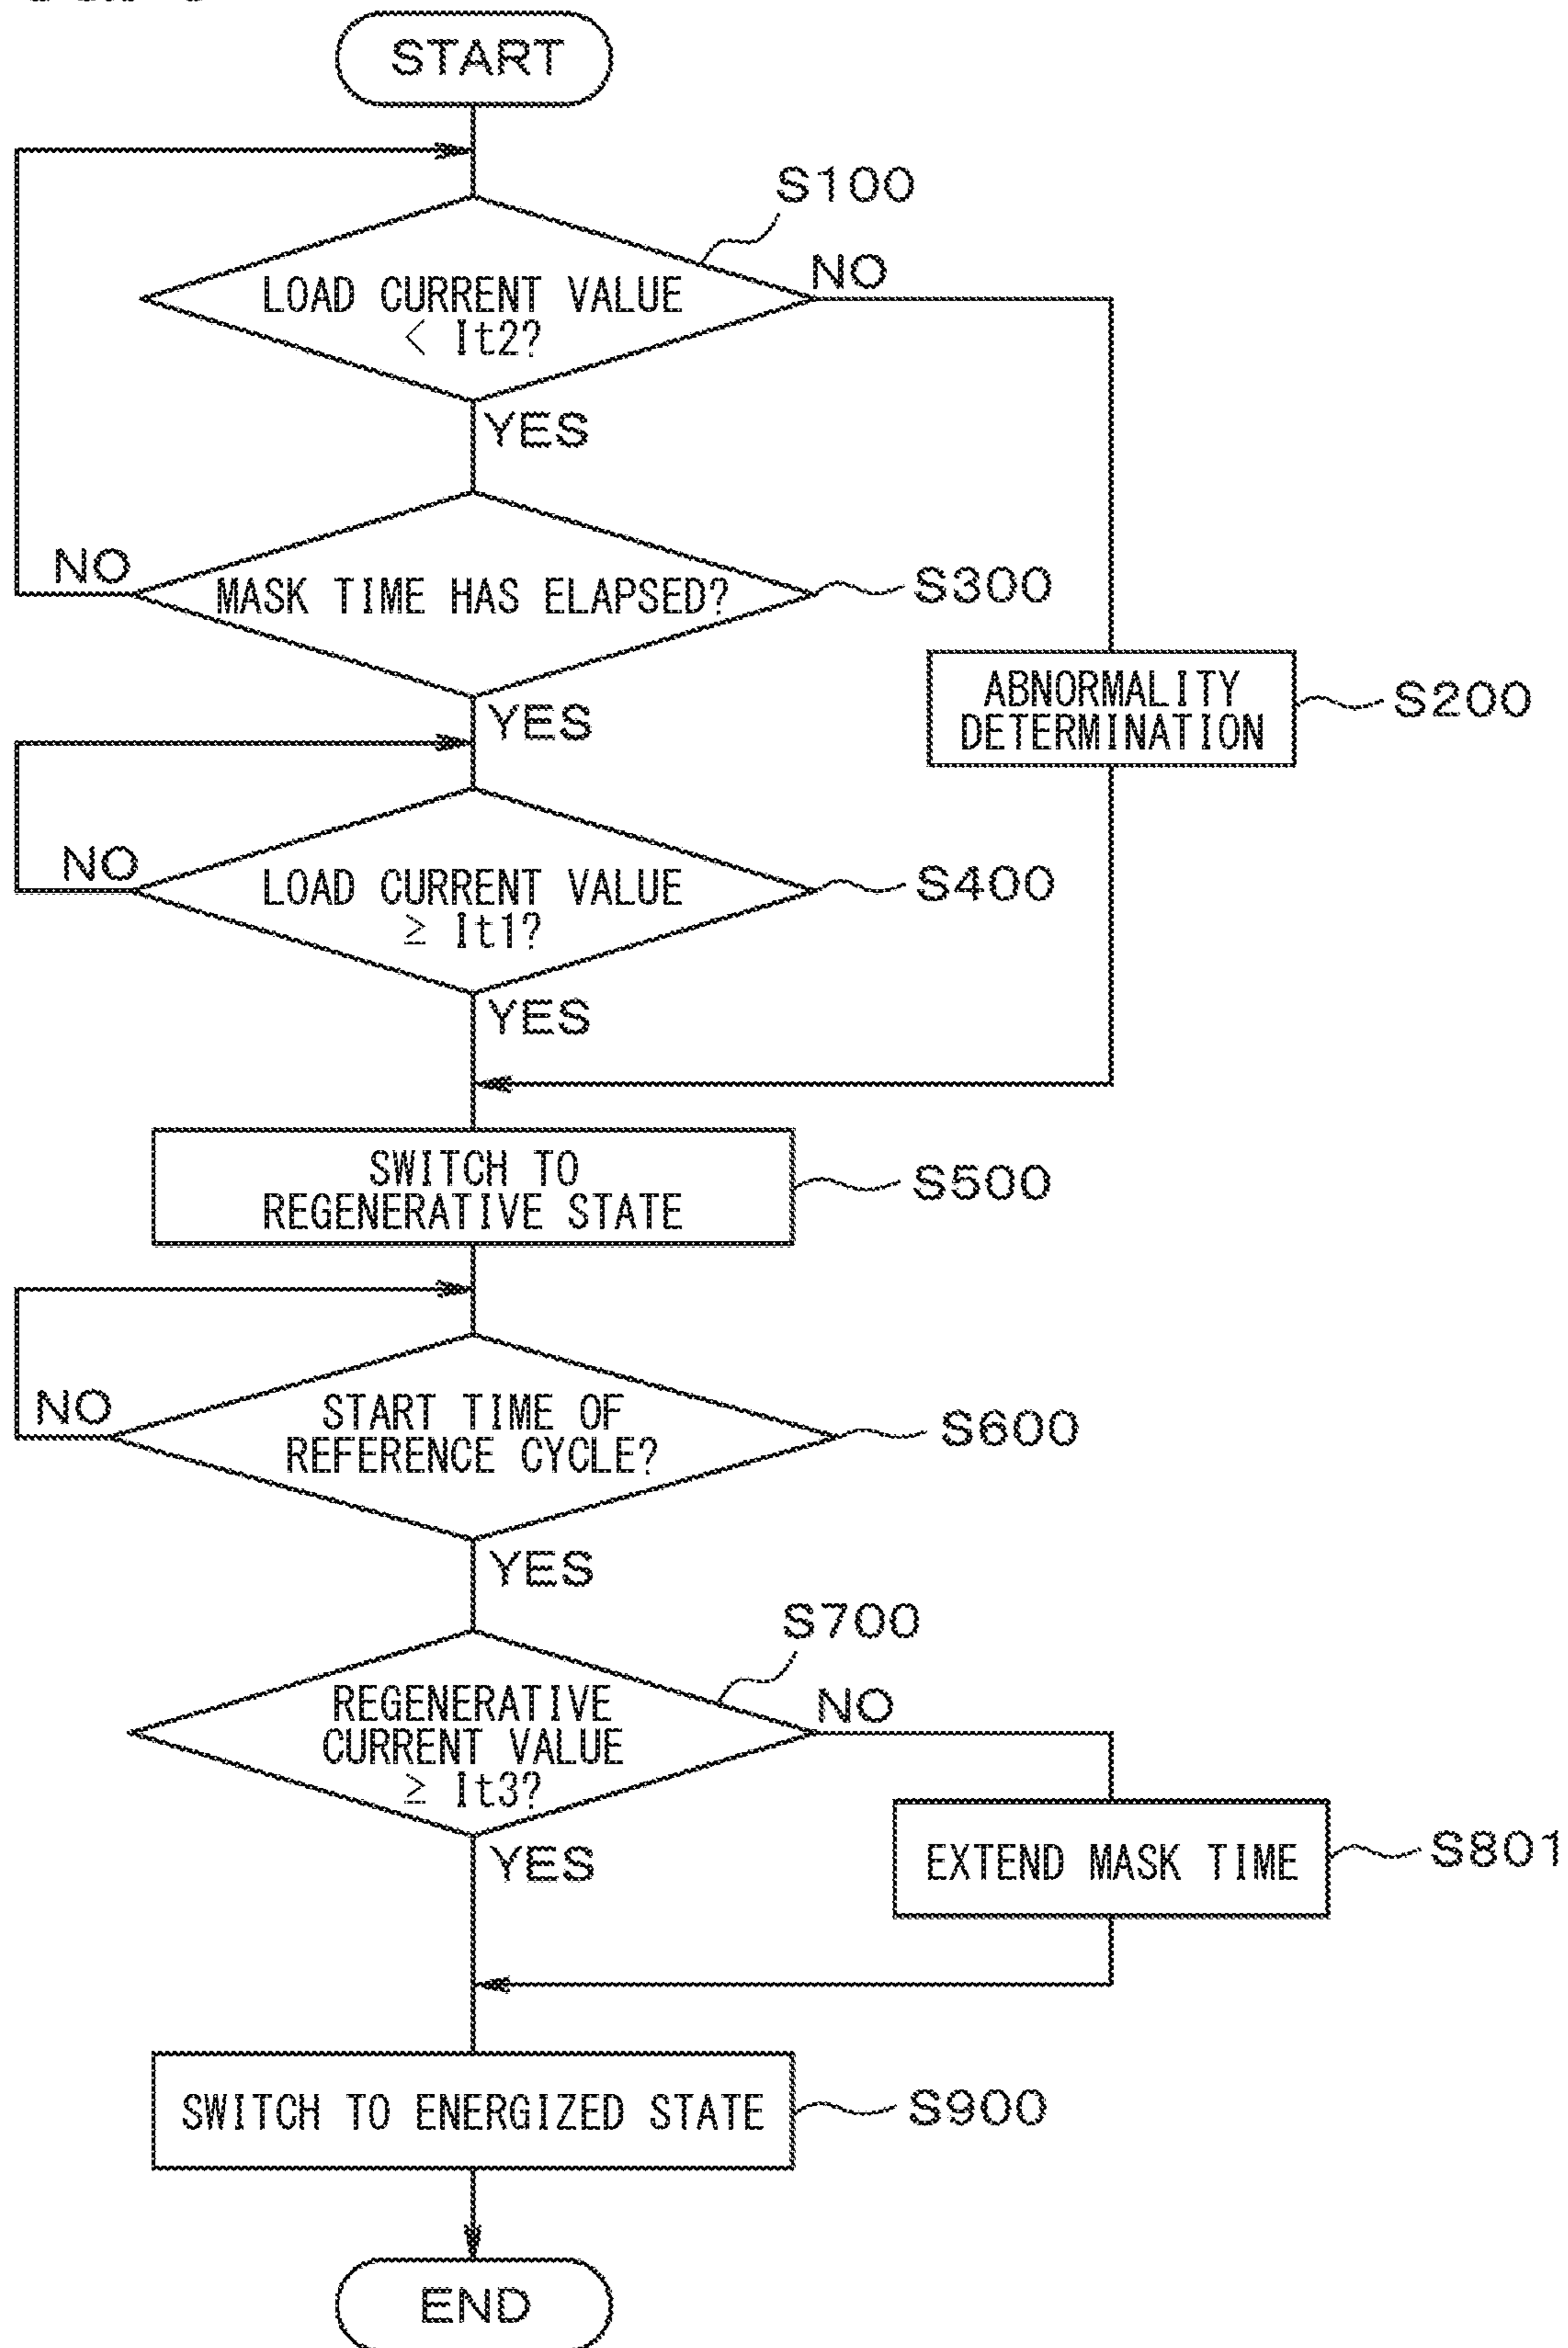 START
S100
LOAD CURRENT VALUE
< It2?
NO
YES
MASK TIME HAS ELAPSED?
NO
S300
YES
ABNORMALITY
DETERMINATION
S200
LOAD CURRENT VALUE
≥ It1?
NO
S400
YES
SWITCH TO
REGENERATIVE STATE
S500
START TIME OF
REFERENCE CYCLE?
NO
S600
YES
S700
REGENERATIVE
CURRENT VALUE
≥ It3?
NO
YES
EXTEND MASK TIME
S801
SWITCH TO ENERGIZED STATE
S900
END